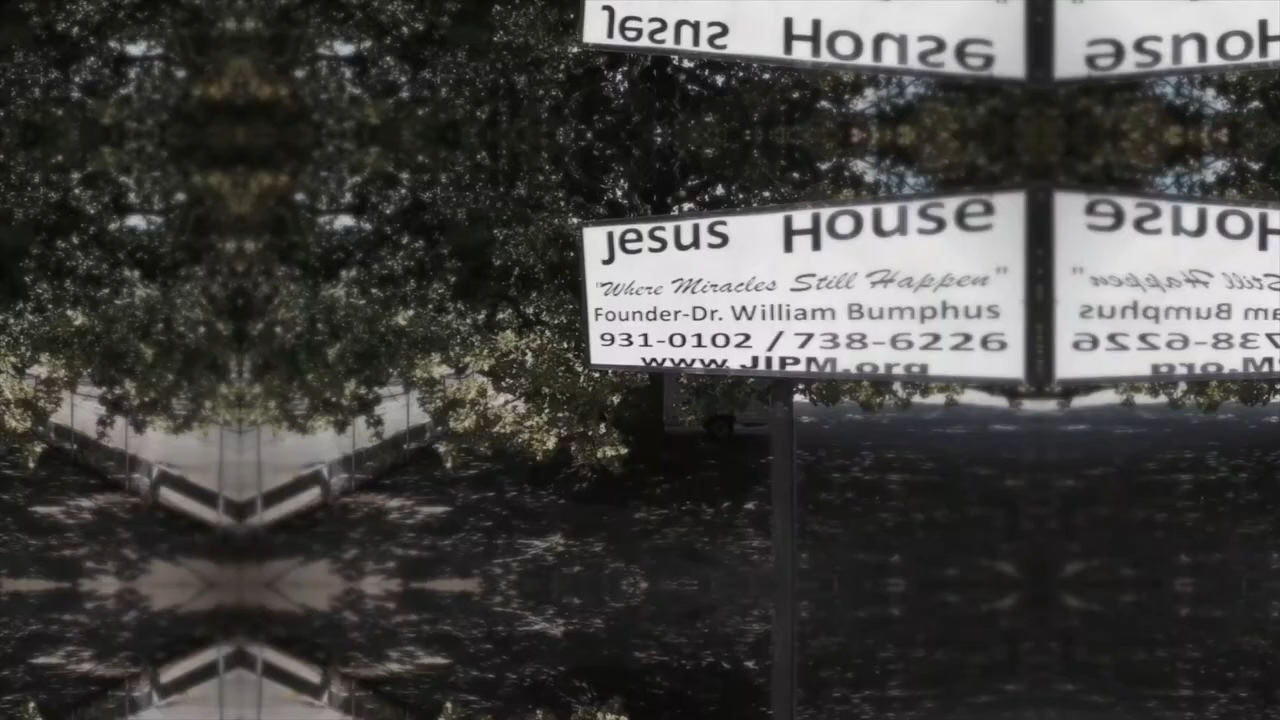 Jesus House
"Where Miracles Still Happen"
Founder-Dr. William Bumphus
931-0102 / 738-6226
www.JIPM.org